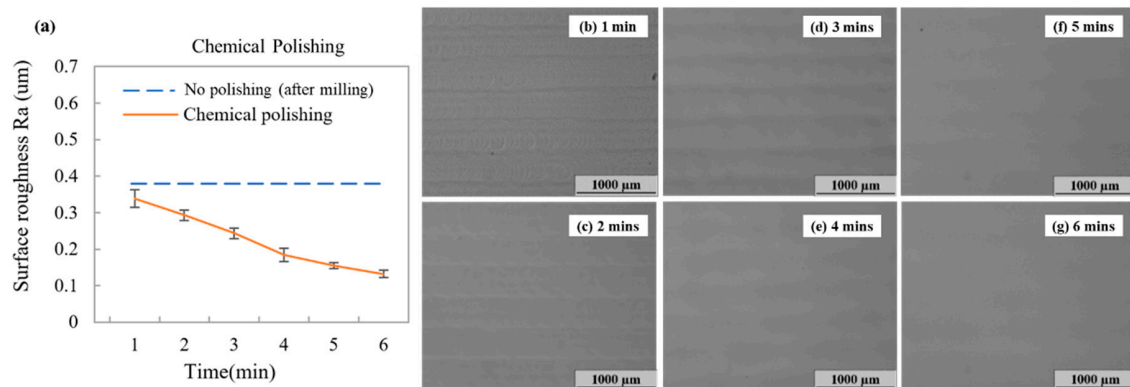 (a)
Chemical Polishing
0.7
0.6
0.5
0.4
0.3
0.2
0.1
0
Surface roughness Ra (um)
No polishing (after milling)
Chemical polishing
1 2 3 4 5 6
Time(min)
(b) 1 min
1000 µm
(c) 2 mins
1000 µm
(d) 3 mins
1000 µm
(e) 4 mins
1000 µm
(f) 5 mins
1000 µm
(g) 6 mins
1000 µm